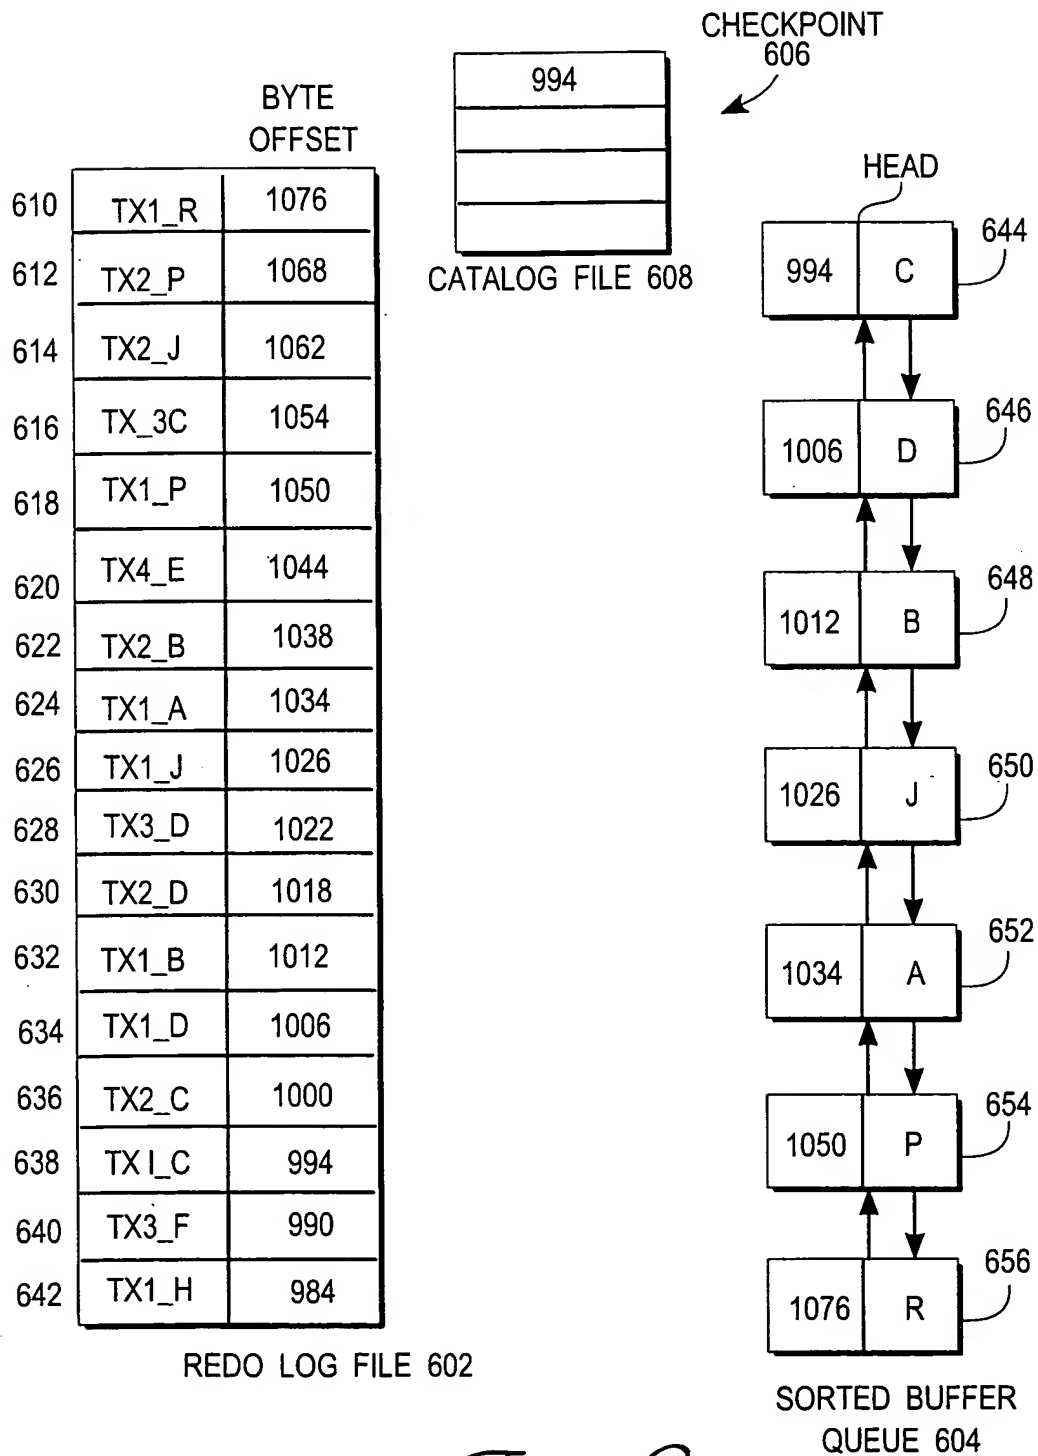 CHECKPOINT
606
994
CATALOG FILE 608
BYTE
OFFSET
610 TX1_R 1076
612 TX2_P 1068
614 TX2_J 1062
616 TX_3C 1054
618 TX1_P 1050
620 TX4_E 1044
622 TX2_B 1038
624 TX1_A 1034
626 TX1_J 1026
628 TX3_D 1022
630 TX2_D 1018
632 TX1_B 1012
634 TX1_D 1006
636 TX2_C 1000
638 TX I_C 994
640 TX3_F 990
642 TX1_H 984
REDO LOG FILE 602
HEAD
994 C 644
1006 D 646
1012 B 648
1026 J 650
1034 A 652
1050 P 654
1076 R 656
SORTED BUFFER
QUEUE 604